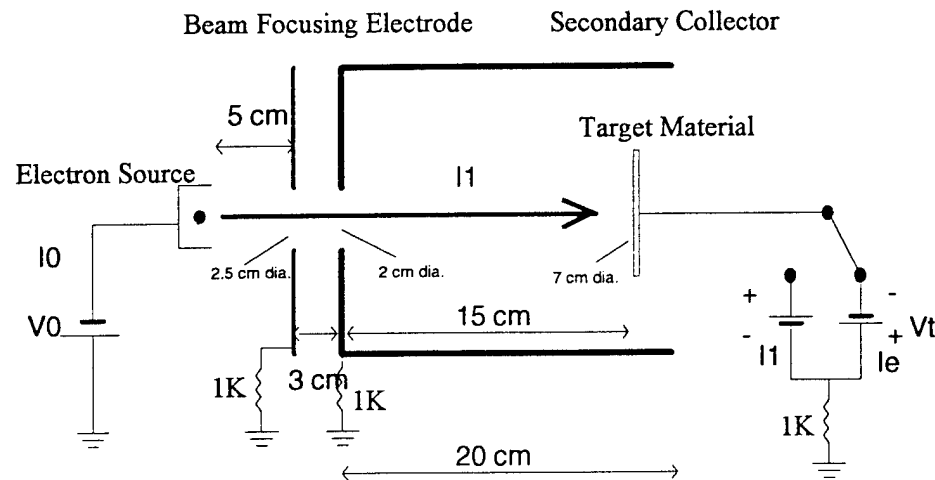 Beam Focusing Electrode
Secondary Collector
5 cm
Target Material
Electron Source
I1
I0
2.5 cm dia.
2 cm dia.
7 cm dia.
V0
15 cm
+
-
-
+
Vt
I1
Ie
3 cm
1K
1K
1K
20 cm